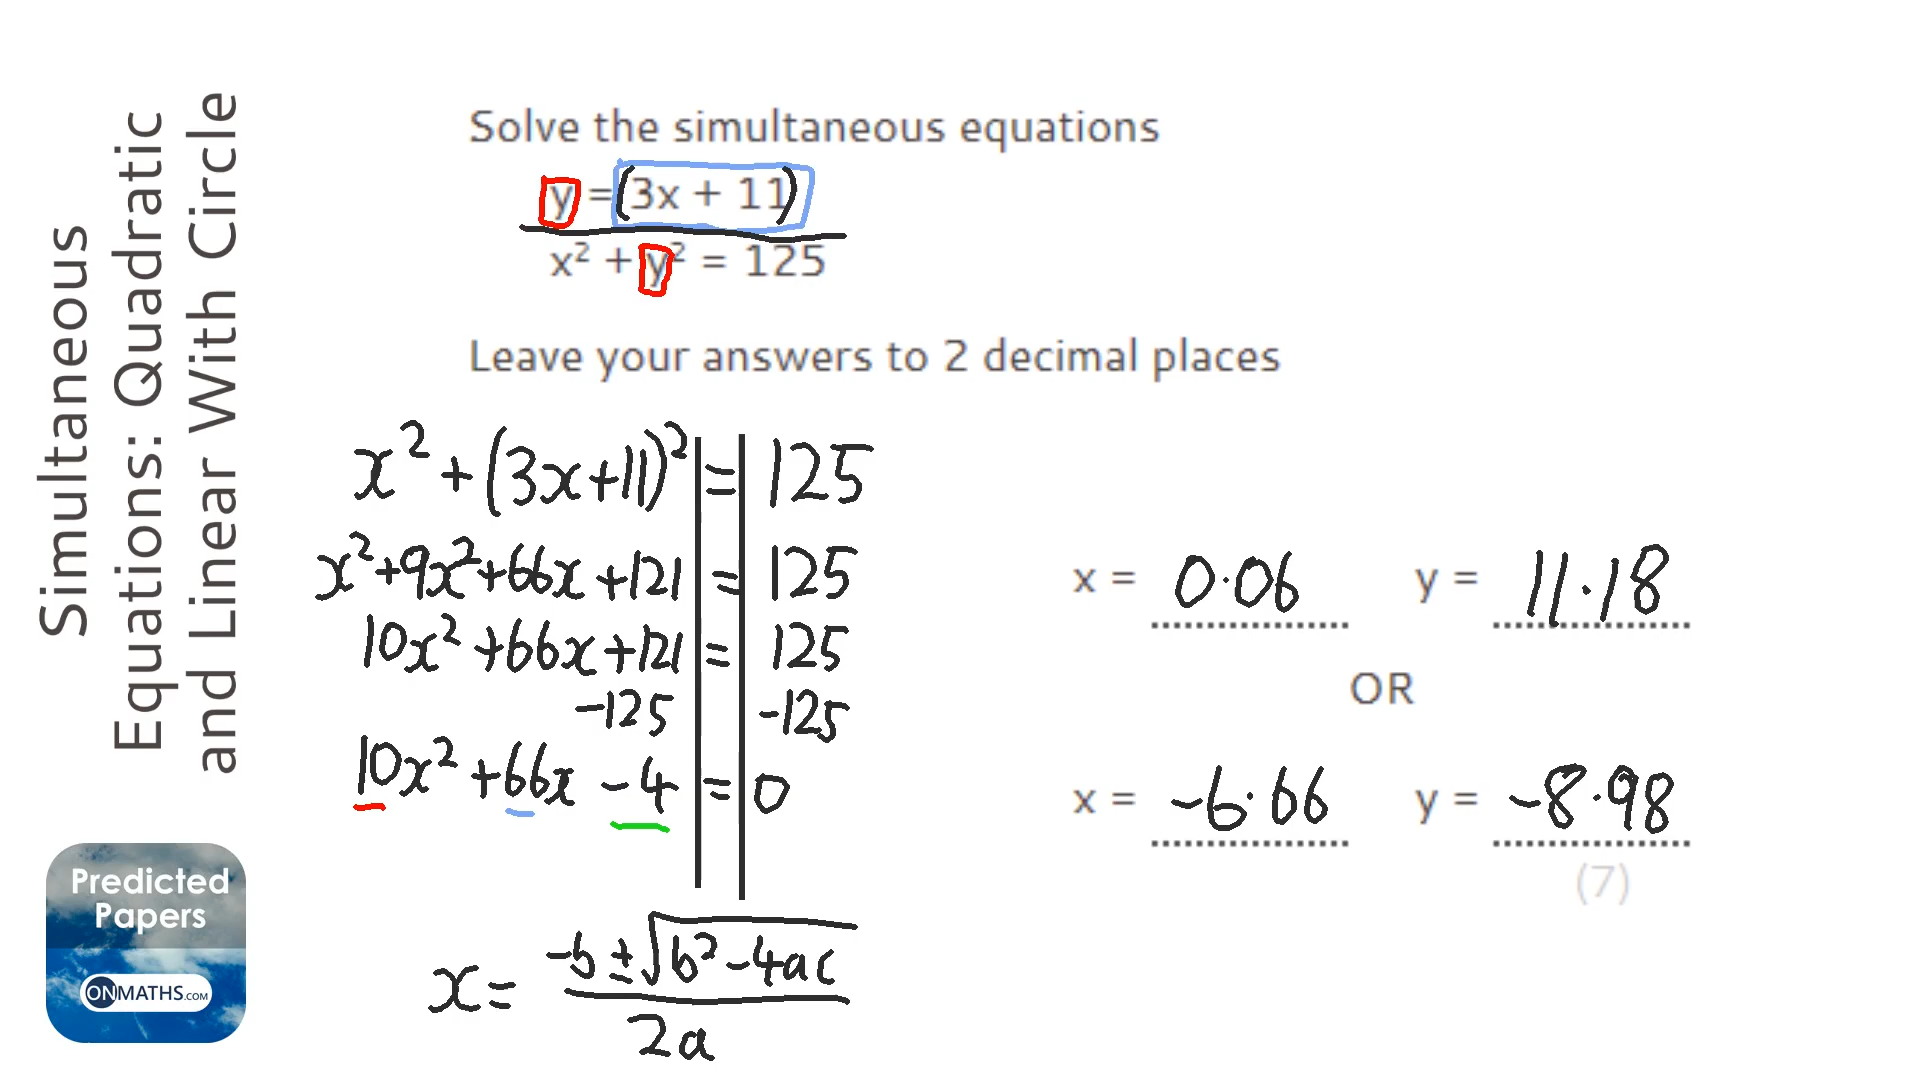 Simultaneous
Equations: Quadratic
and Linear With Circle
Solve the simultaneous equations
y = (3x + 11)
x² + y² = 125
Leave your answers to 2 decimal places
x² + (3x+11)² = 125
x²+9x²+66x+121 = 125
10x²+66x+121 = 125
-125 -125
10x²+66x-4 = 0
x = (-b ± √(b²-4ac)) / 2a
x = 0.06 y = 11.18
OR
x = -6.66 y = -8.98
(7)
Predicted
Papers
ONMATHS.COM